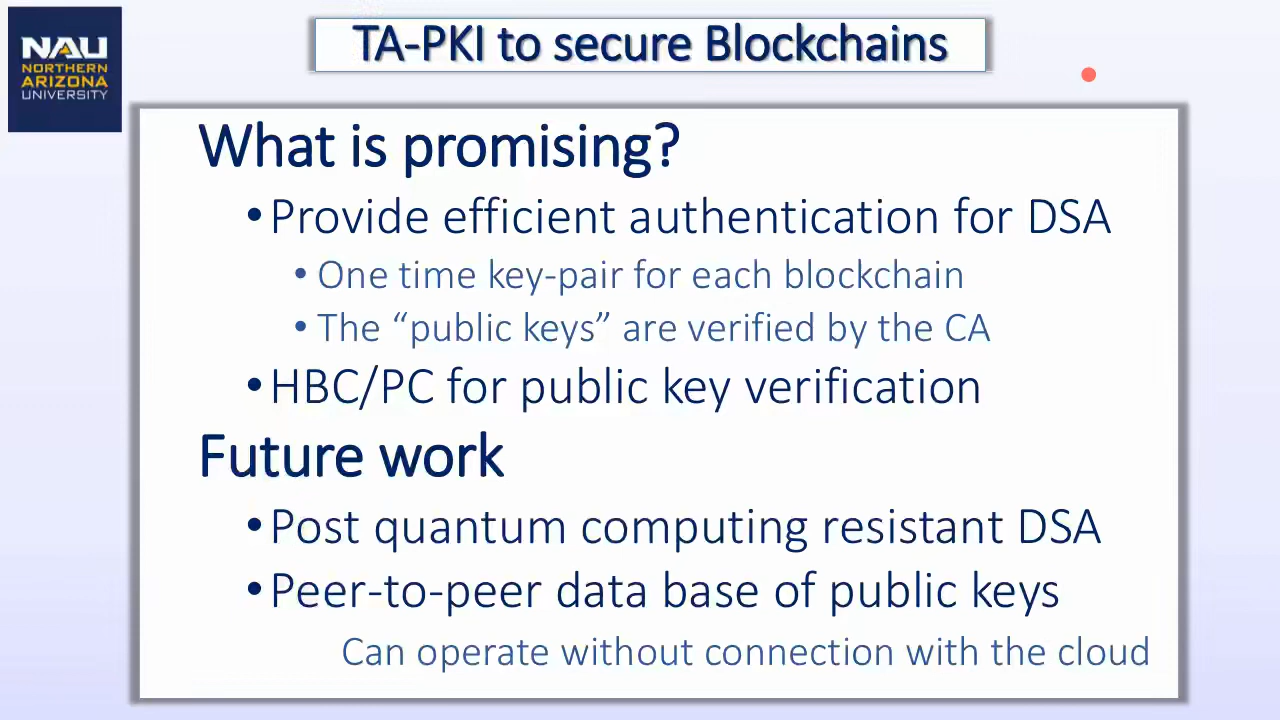 NAU
NORTHERN
ARIZONA
UNIVERSITY
TA-PKI to secure Blockchains
What is promising?
• Provide efficient authentication for DSA
• One time key-pair for each blockchain
• The “public keys” are verified by the CA
• HBC/PC for public key verification
Future work
• Post quantum computing resistant DSA
• Peer-to-peer data base of public keys
Can operate without connection with the cloud